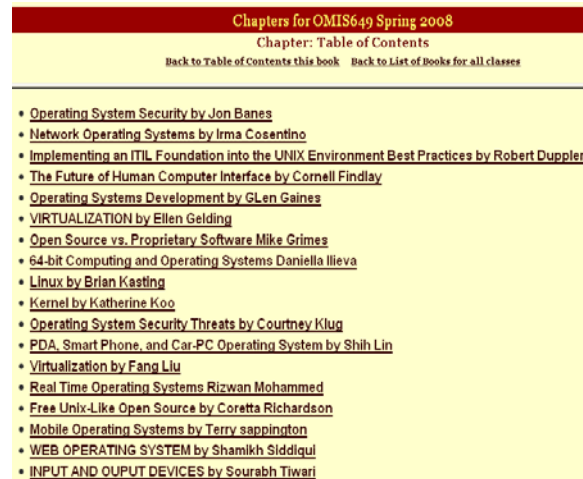 Chapters for OMIS649 Spring 2008
Chapter: Table of Contents
Back to Table of Contents this book Back to List of Books for all classes
• Operating System Security by Jon Banes
• Network Operating Systems by Irma Cosentino
• Implementing an ITIL Foundation into the UNIX Environment Best Practices by Robert Duppler
• The Future of Human Computer Interface by Cornell Findlay
• Operating Systems Development by GLen Gaines
• VIRTUALIZATION by Ellen Gelding
• Open Source vs. Proprietary Software Mike Grimes
• 64-bit Computing and Operating Systems Daniella Ilieva
• Linux by Brian Kasting
• Kernel by Katherine Koo
• Operating System Security Threats by Courtney Klug
• PDA, Smart Phone, and Car-PC Operating System by Shih Lin
• Virtualization by Fang Liu
• Real Time Operating Systems Rizwan Mohammed
• Free Unix-Like Open Source by Coretta Richardson
• Mobile Operating Systems by Terry sappington
• WEB OPERATING SYSTEM by Shamikh Siddiqui
• INPUT AND OUPUT DEVICES by Sourabh Tiwari